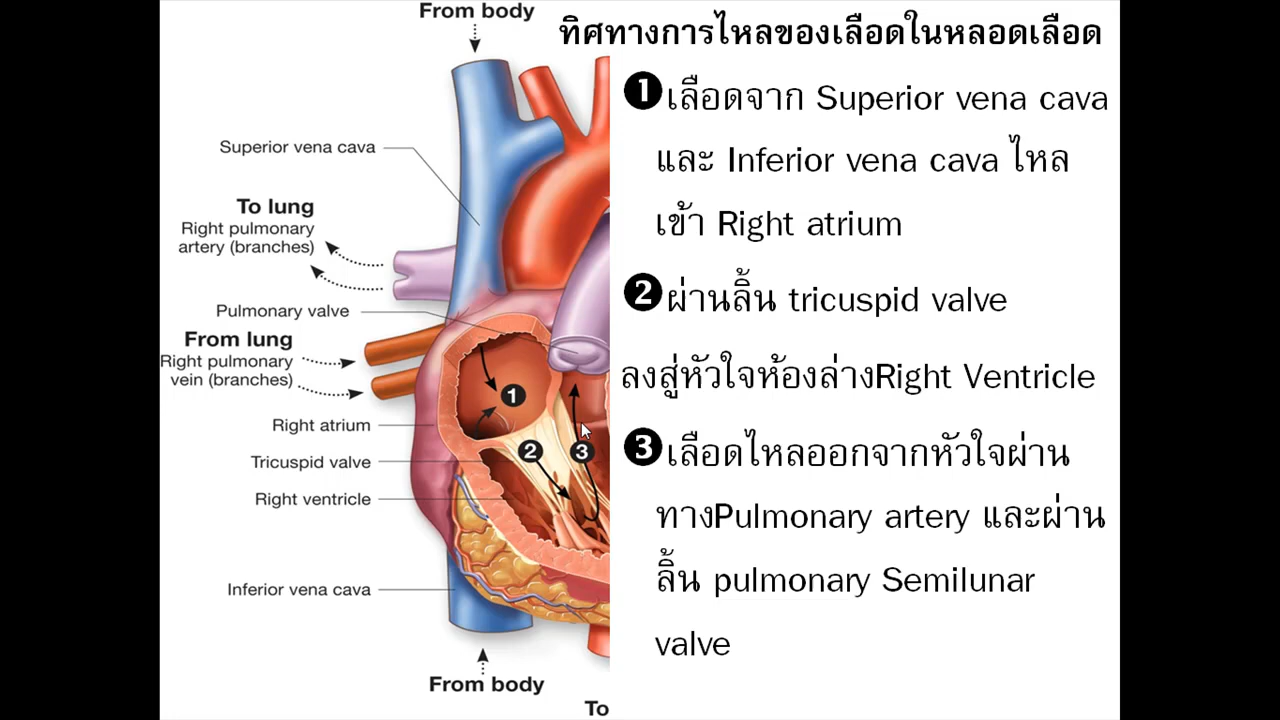 From body
ทิศทางการไหลของเลือดในหลอดเลือด
Superior vena cava
To lung
Right pulmonary
artery (branches)
Pulmonary valve
From lung
Right pulmonary
vein (branches)
Right atrium
Tricuspid valve
Right ventricle
Inferior vena cava
From body
To
1
2
3
❶เลือดจาก Superior vena cava
และ Inferior vena cava ไหล
เข้า Right atrium
❷ผ่านลิ้น tricuspid valve
ลงสู่หัวใจห้องล่างRight Ventricle
❸เลือดไหลออกจากหัวใจผ่าน
ทางPulmonary artery และผ่าน
ลิ้น pulmonary Semilunar
valve